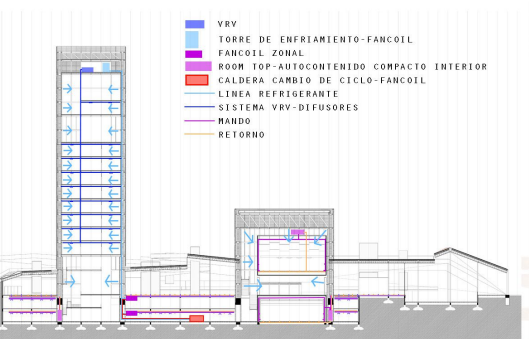 VRV
TORRE DE ENFRIAMIENTO-FANCOIL
FANCOIL ZONAL
ROOM TOP-AUTOCONTENIDO COMPACTO INTERIOR
CALDERA CAMBIO DE CICLO-FANCOIL
LINEA REFRIGERANTE
SISTEMA VRV-DIFUSORES
MANDO
RETORNO